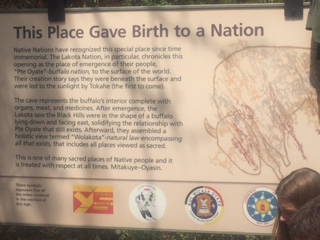 This Place Gave Birth to a Nation
Native Nations have recognized this special place since time
immemorial. The Lakota Nation, in particular, chronicles this
opening as the place of emergence of their people,
"Pte Oyate"-buffalo nation, to the surface of the world.
Their creation story says they were beneath the surface and
were led to the sunlight by Tokahe (the first to come).
The cave represents the buffalo's interior complete with
organs, meat, and medicines. After emergence, the
Lakota saw the Black Hills were in the shape of a buffalo
lying down and facing east, solidifying the relationship with
Pte Oyate that still exists. Afterward, they assembled a
holistic view termed "Wolakota"-natural law encompassing
all that exists, that includes all places viewed as sacred.
This is one of many sacred places of Native people and it
is treated with respect at all times. Mitakuye-Oyasin.
These symbols
represent